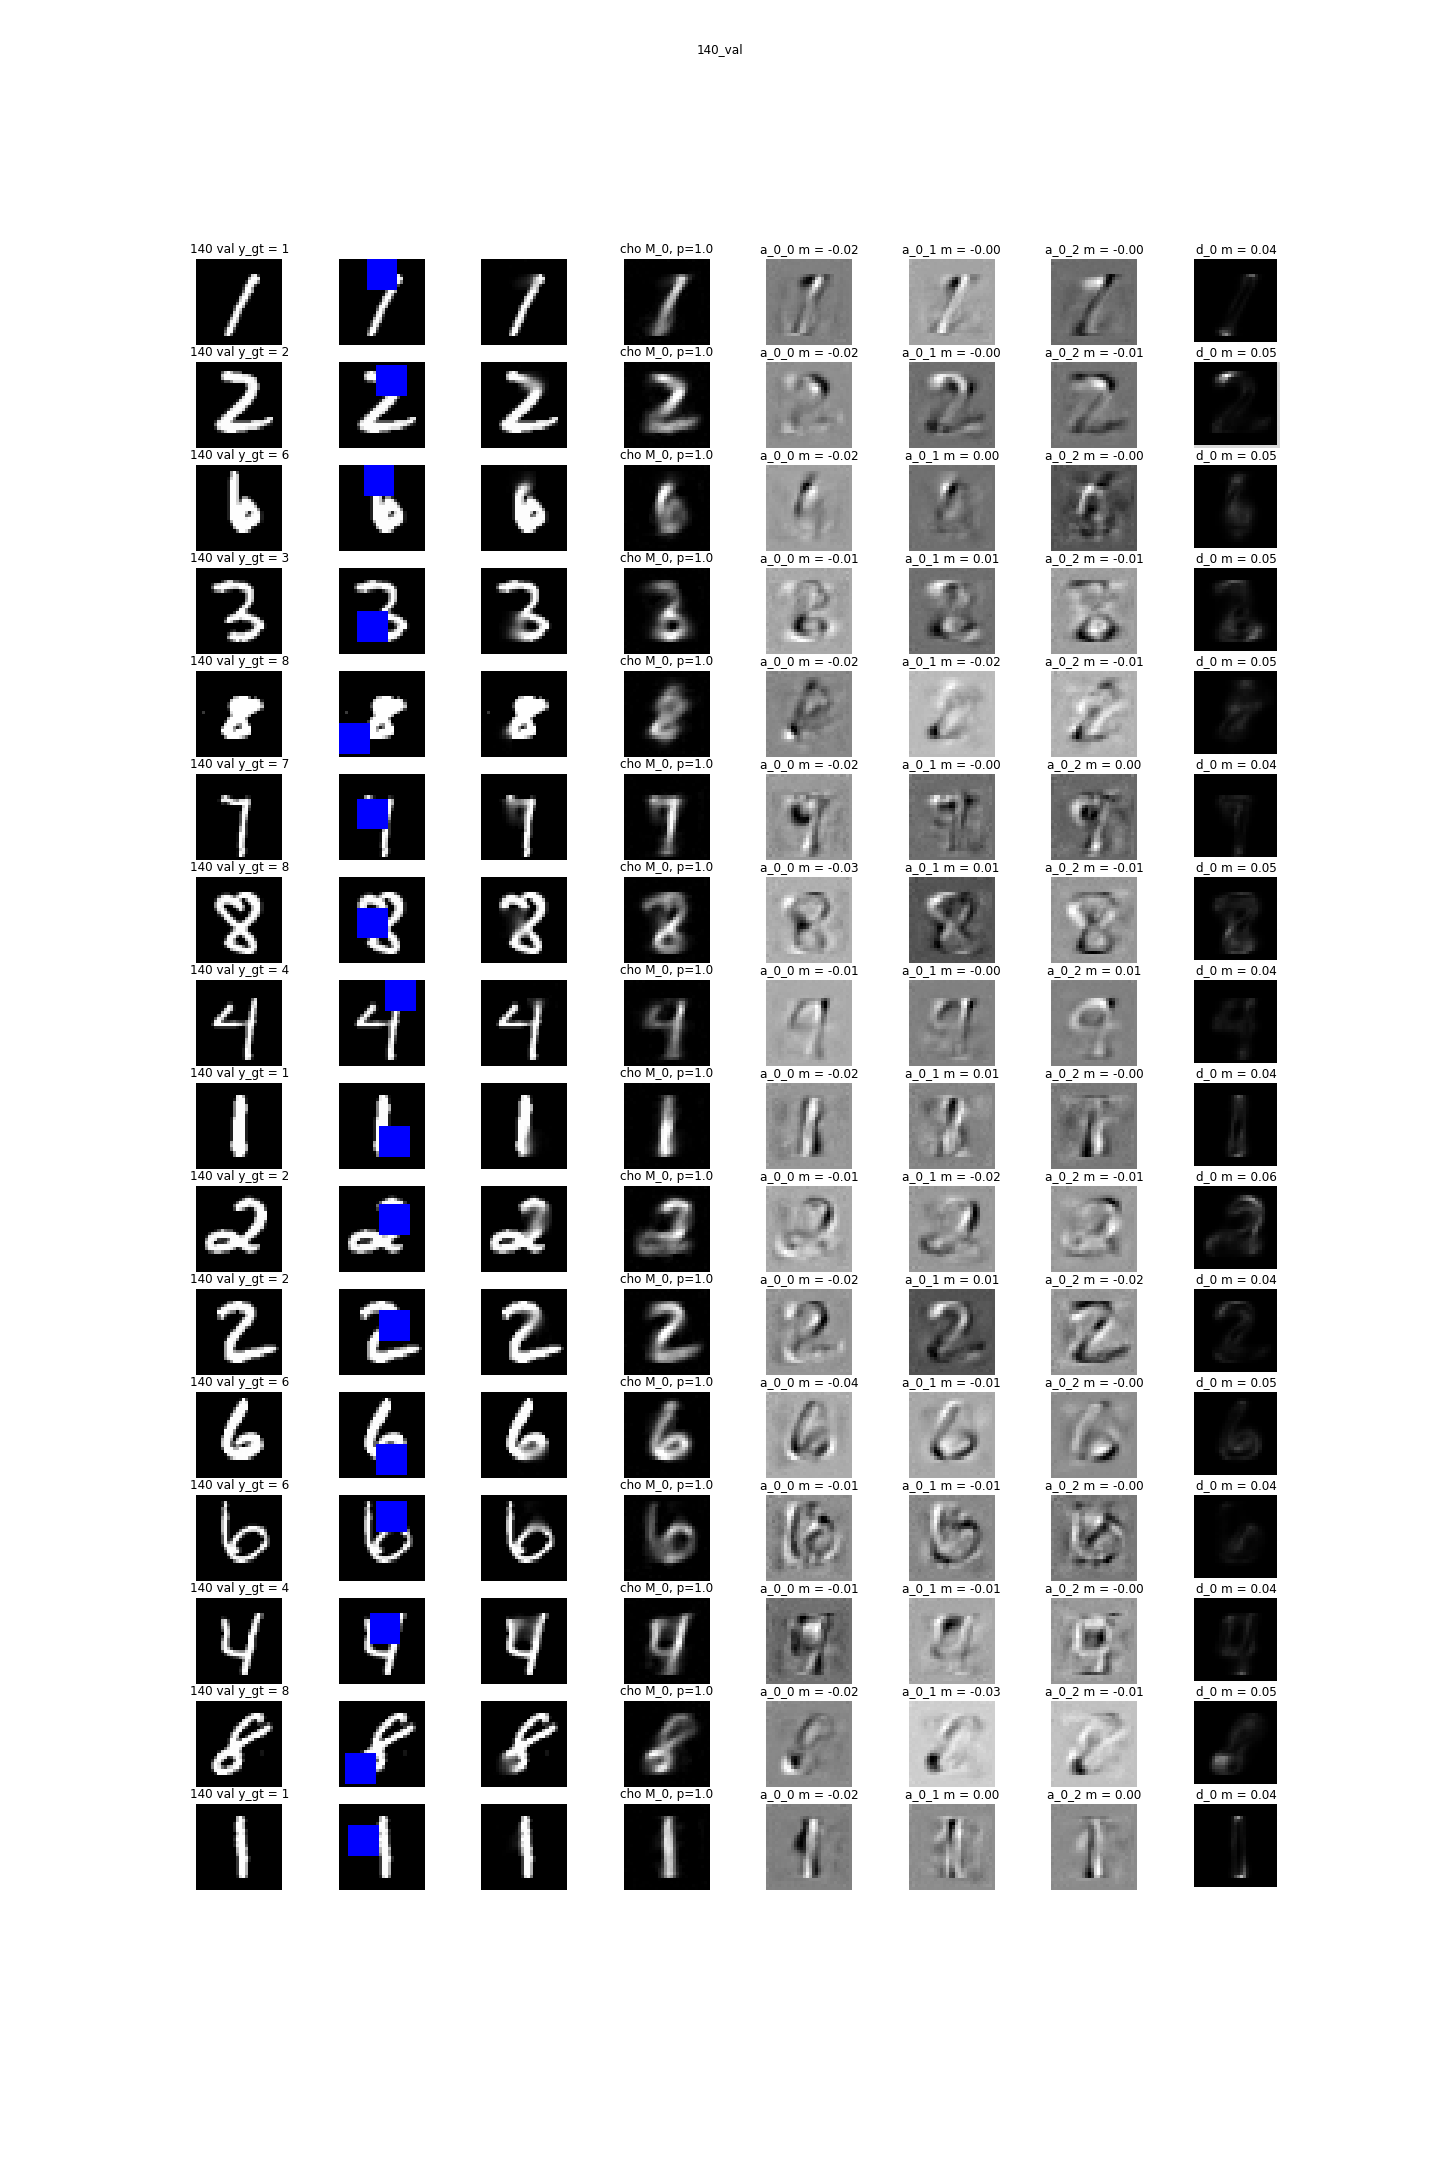 140_val
140 val y_gt = 1 cho M_0, p=1.0 a_0_0 m = -0.02 a_0_1 m = -0.00 a_0_2 m = -0.00 d_0 m = 0.04
140 val y_gt = 2 cho M_0, p=1.0 a_0_0 m = -0.02 a_0_1 m = -0.00 a_0_2 m = -0.01 d_0 m = 0.05
140 val y_gt = 6 cho M_0, p=1.0 a_0_0 m = -0.02 a_0_1 m = 0.00 a_0_2 m = -0.00 d_0 m = 0.05
140 val y_gt = 3 cho M_0, p=1.0 a_0_0 m = -0.01 a_0_1 m = 0.01 a_0_2 m = -0.01 d_0 m = 0.05
140 val y_gt = 8 cho M_0, p=1.0 a_0_0 m = -0.02 a_0_1 m = -0.02 a_0_2 m = -0.01 d_0 m = 0.05
140 val y_gt = 7 cho M_0, p=1.0 a_0_0 m = -0.02 a_0_1 m = -0.00 a_0_2 m = 0.00 d_0 m = 0.04
140 val y_gt = 8 cho M_0, p=1.0 a_0_0 m = -0.03 a_0_1 m = 0.01 a_0_2 m = -0.01 d_0 m = 0.05
140 val y_gt = 4 cho M_0, p=1.0 a_0_0 m = -0.01 a_0_1 m = -0.00 a_0_2 m = 0.01 d_0 m = 0.04
140 val y_gt = 1 cho M_0, p=1.0 a_0_0 m = -0.02 a_0_1 m = 0.01 a_0_2 m = -0.00 d_0 m = 0.04
140 val y_gt = 2 cho M_0, p=1.0 a_0_0 m = -0.01 a_0_1 m = -0.02 a_0_2 m = -0.01 d_0 m = 0.06
140 val y_gt = 2 cho M_0, p=1.0 a_0_0 m = -0.02 a_0_1 m = 0.01 a_0_2 m = -0.02 d_0 m = 0.04
140 val y_gt = 6 cho M_0, p=1.0 a_0_0 m = -0.04 a_0_1 m = -0.01 a_0_2 m = -0.00 d_0 m = 0.05
140 val y_gt = 6 cho M_0, p=1.0 a_0_0 m = -0.01 a_0_1 m = -0.01 a_0_2 m = -0.00 d_0 m = 0.04
140 val y_gt = 4 cho M_0, p=1.0 a_0_0 m = -0.01 a_0_1 m = -0.01 a_0_2 m = -0.00 d_0 m = 0.04
140 val y_gt = 8 cho M_0, p=1.0 a_0_0 m = -0.02 a_0_1 m = -0.03 a_0_2 m = -0.01 d_0 m = 0.05
140 val y_gt = 1 cho M_0, p=1.0 a_0_0 m = -0.02 a_0_1 m = 0.00 a_0_2 m = 0.00 d_0 m = 0.04